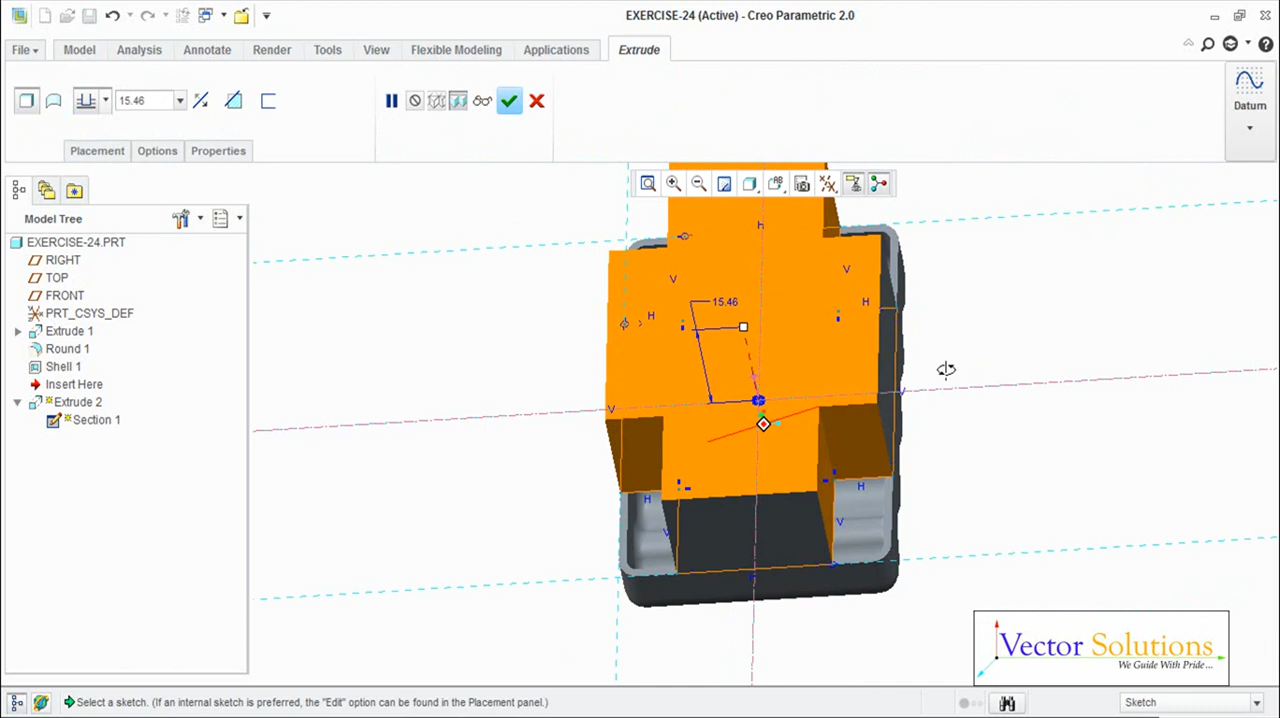 EXERCISE-24 (Active) - Creo Parametric 2.0
File Model Analysis Annotate Render Tools View Flexible Modeling Applications Extrude
15.46
Datum
Placement Options Properties
Model Tree
EXERCISE-24.PRT
RIGHT
TOP
FRONT
PRT_CSYS_DEF
Extrude 1
Round 1
Shell 1
Insert Here
Extrude 2
Section 1
H
V
V
H
H
15.46
V
V
H
H
V
V
Vector Solutions
We Guide With Pride...
Select a sketch. (If an internal sketch is preferred, the "Edit" option can be found in the Placement panel.)
Sketch